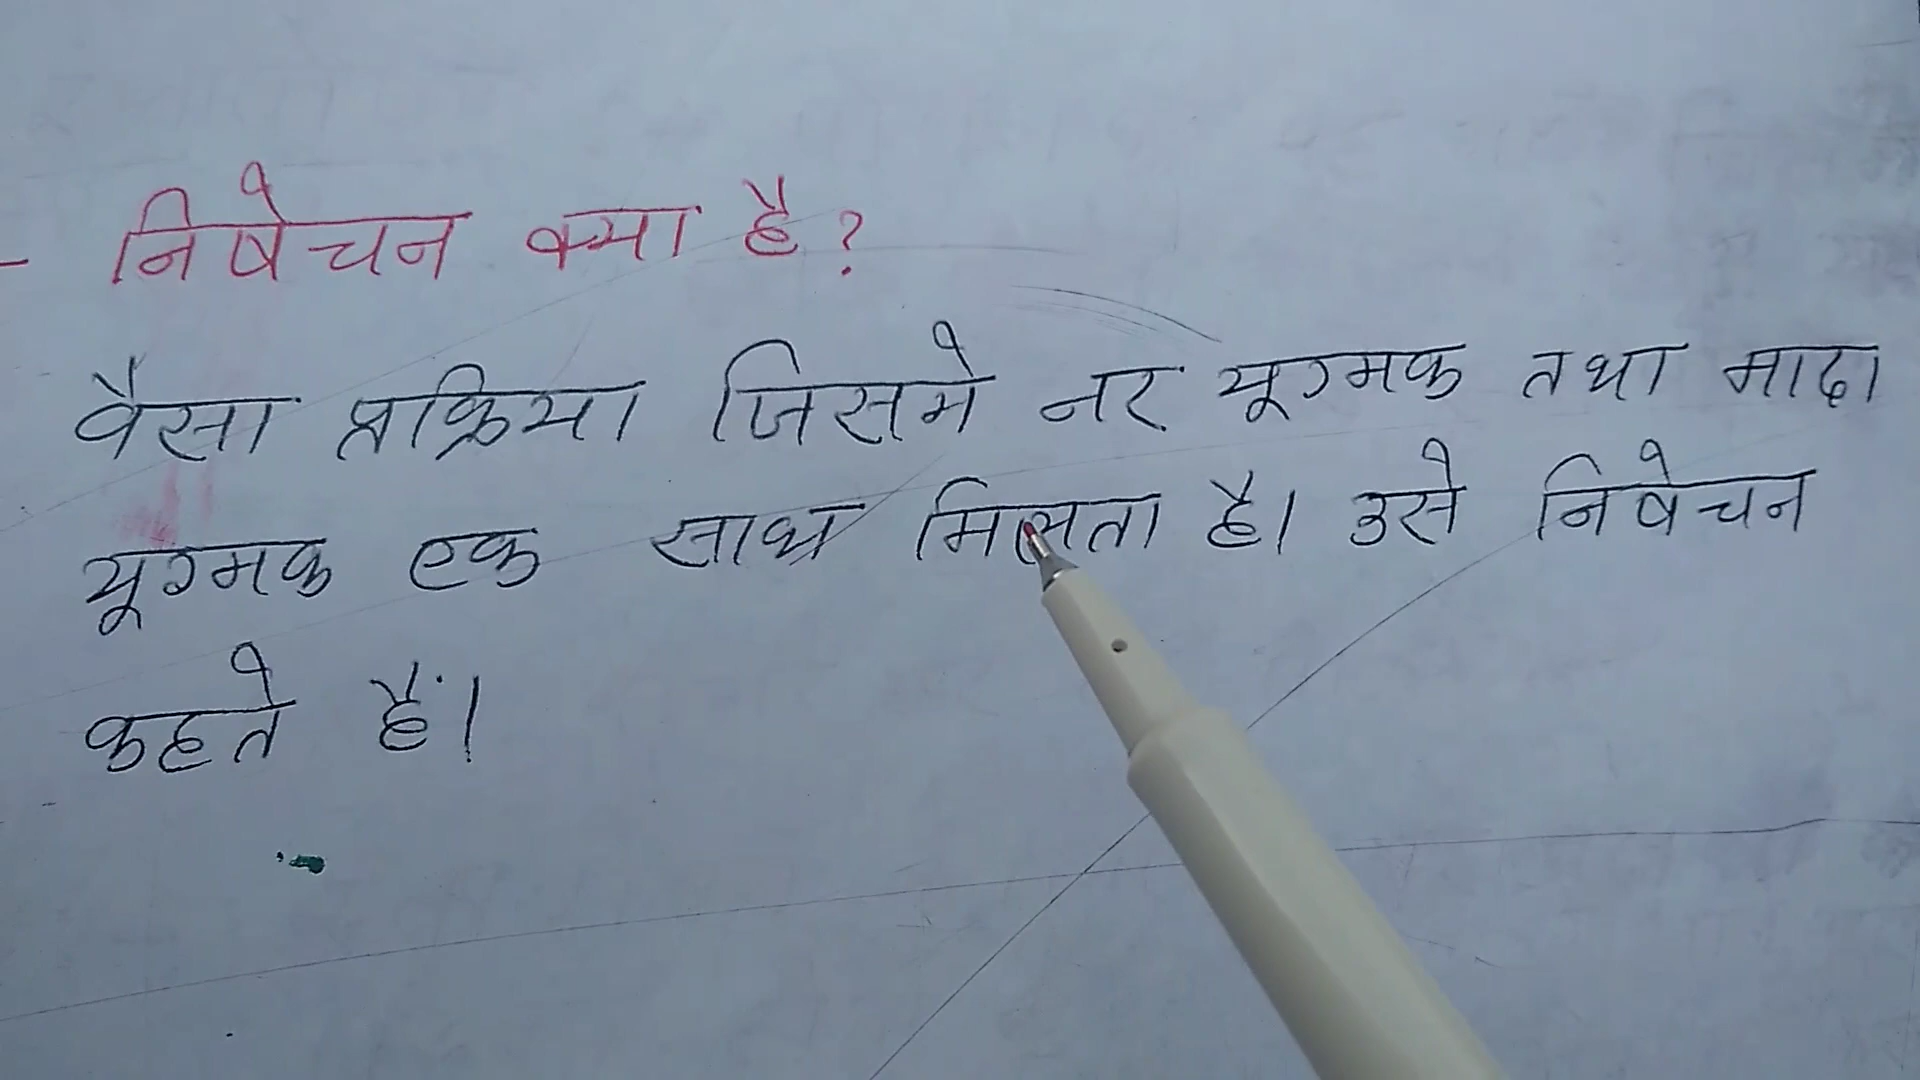 - निषेचन क्या है?
वैसा प्रक्रिया जिसमे नर यूग्मक तथा मादा
यूग्मक एक साथ मिलता है। उसे निषेचन
कहते हैं।